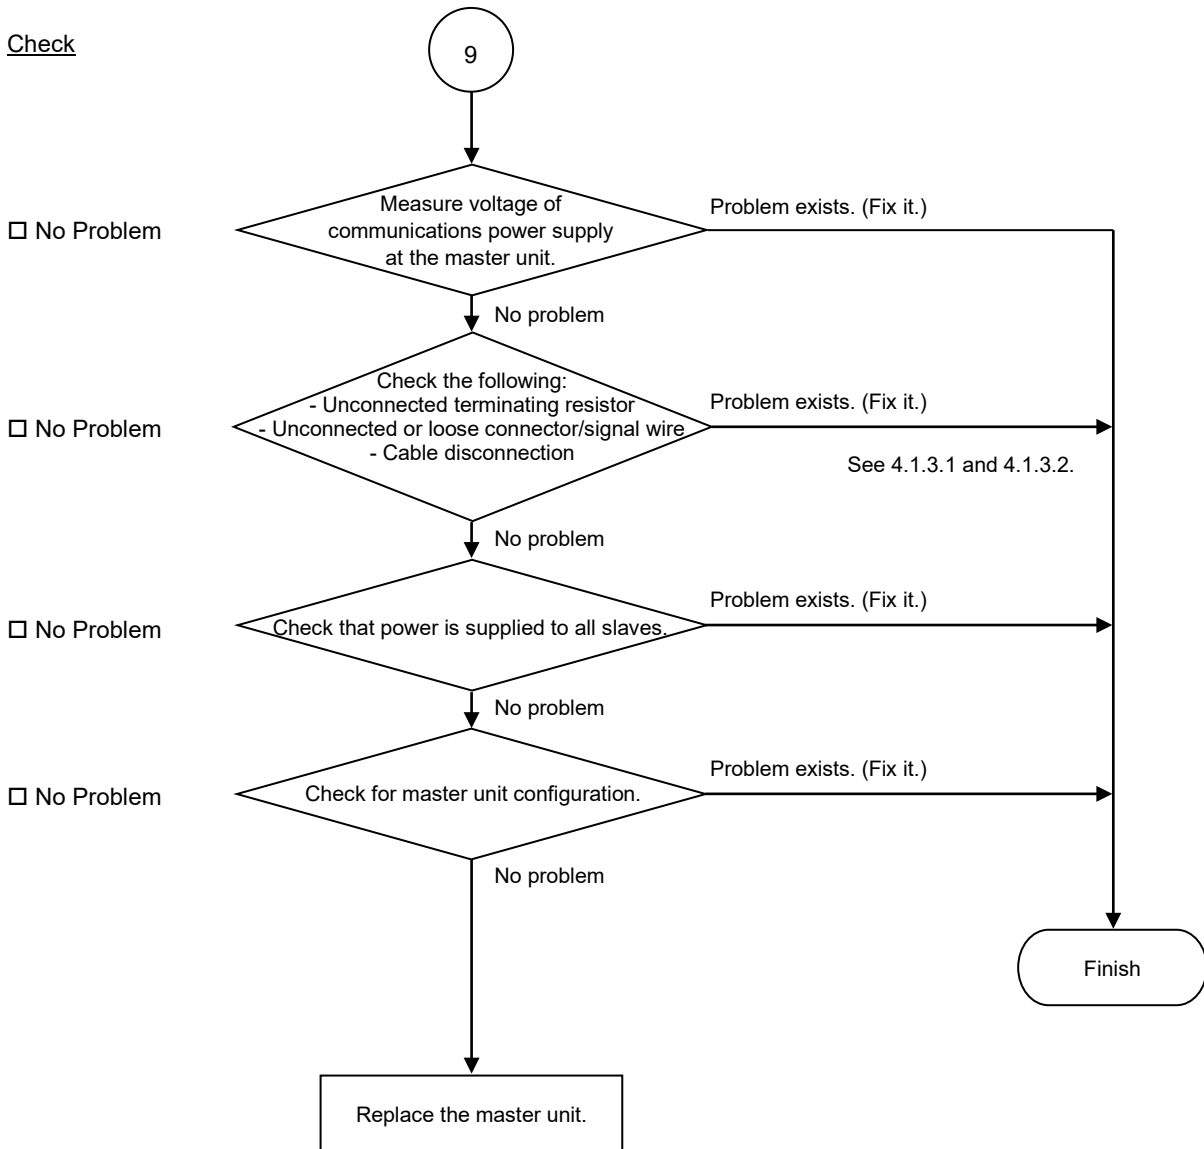 Check
9
Measure voltage of
communications power supply
at the master unit.
Problem exists. (Fix it.)
□ No Problem
No problem
Check the following:
- Unconnected terminating resistor
- Unconnected or loose connector/signal wire
- Cable disconnection
Problem exists. (Fix it.)
□ No Problem
See 4.1.3.1 and 4.1.3.2.
No problem
Check that power is supplied to all slaves.
Problem exists. (Fix it.)
□ No Problem
No problem
Check for master unit configuration.
Problem exists. (Fix it.)
□ No Problem
No problem
Finish
Replace the master unit.